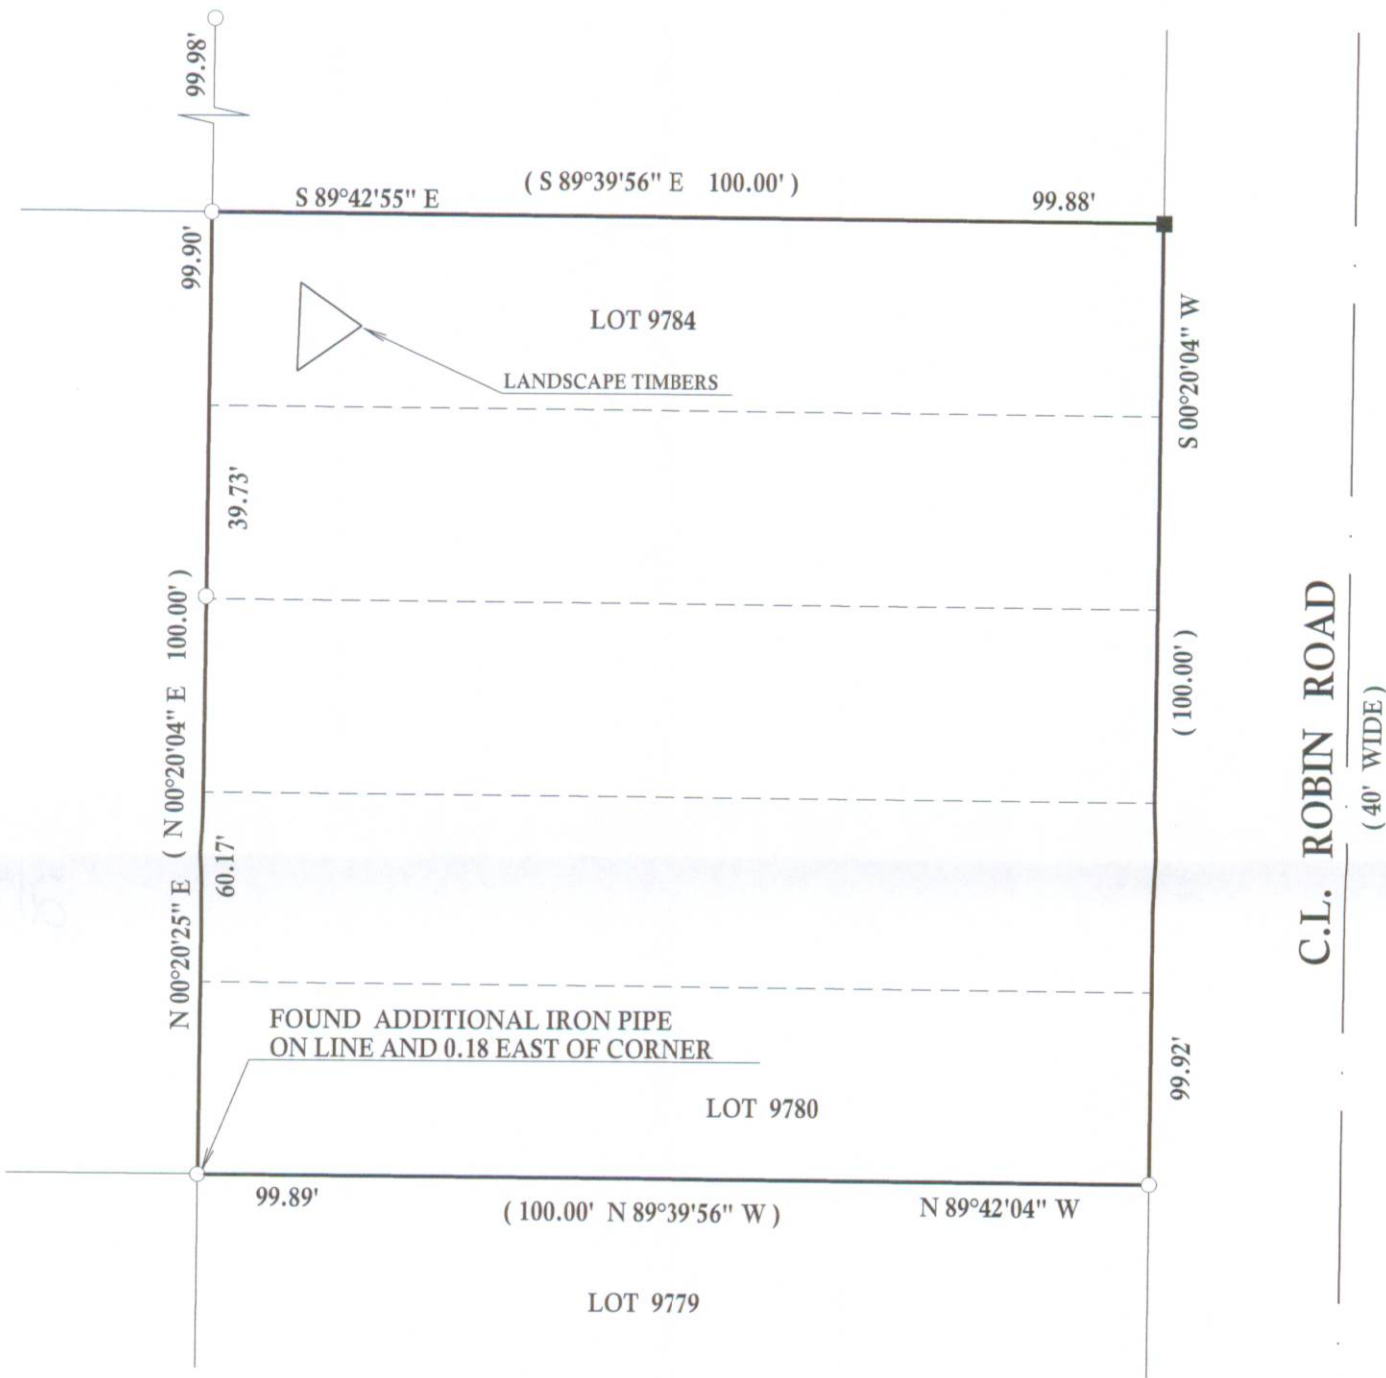 99.98'
S 89°42'55" E
( S 89°39'56" E 100.00' )
99.88'
99.90'
LOT 9784
LANDSCAPE TIMBERS
S 00°20'04" W
39.73'
N 00°20'25" E ( N 00°20'04" E 100.00' )
( 100.00' )
C.L. ROBIN ROAD
( 40' WIDE )
60.17'
FOUND ADDITIONAL IRON PIPE
ON LINE AND 0.18 EAST OF CORNER
99.92'
LOT 9780
99.89'
( 100.00' N 89°39'56" W )
N 89°42'04" W
LOT 9779